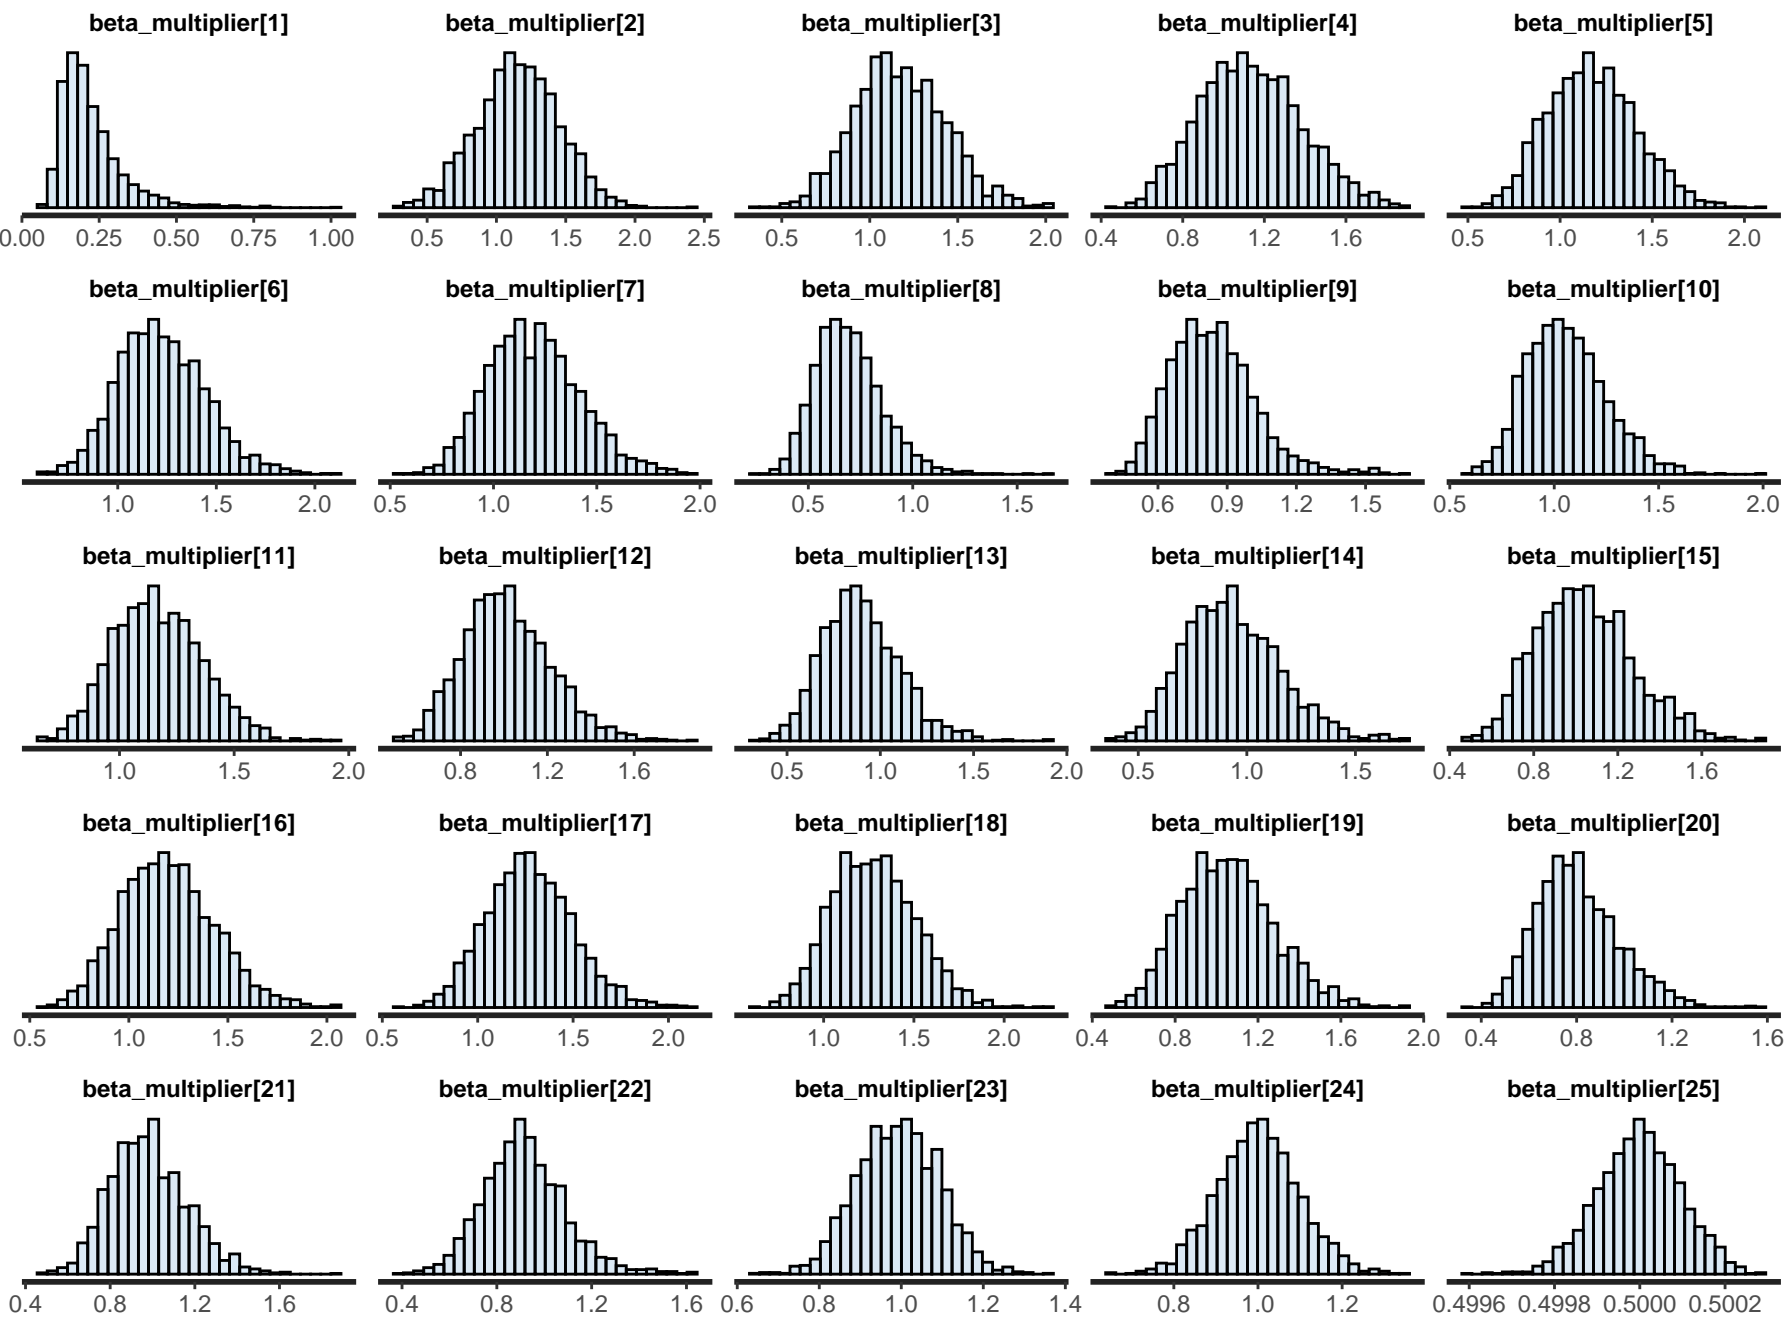 beta_multiplier[1] beta_multiplier[2] beta_multiplier[3] beta_multiplier[4] beta_multiplier[5]
0.00 0.25 0.50 0.75 1.00 0.5 1.0 1.5 2.0 2.5 0.5 1.0 1.5 2.0 0.4 0.8 1.2 1.6 0.5 1.0 1.5 2.0
beta_multiplier[6] beta_multiplier[7] beta_multiplier[8] beta_multiplier[9] beta_multiplier[10]
1.0 1.5 2.0 0.5 1.0 1.5 2.0 0.5 1.0 1.5 0.6 0.9 1.2 1.5 0.5 1.0 1.5 2.0
beta_multiplier[11] beta_multiplier[12] beta_multiplier[13] beta_multiplier[14] beta_multiplier[15]
1.0 1.5 2.0 0.8 1.2 1.6 0.5 1.0 1.5 2.0 0.5 1.0 1.5 0.4 0.8 1.2 1.6
beta_multiplier[16] beta_multiplier[17] beta_multiplier[18] beta_multiplier[19] beta_multiplier[20]
0.5 1.0 1.5 2.0 0.5 1.0 1.5 2.0 1.0 1.5 2.0 0.4 0.8 1.2 1.6 2.0 0.4 0.8 1.2 1.6
beta_multiplier[21] beta_multiplier[22] beta_multiplier[23] beta_multiplier[24] beta_multiplier[25]
0.4 0.8 1.2 1.6 0.4 0.8 1.2 1.6 0.6 0.8 1.0 1.2 1.4 0.8 1.0 1.2 0.4996 0.4998 0.5000 0.5002